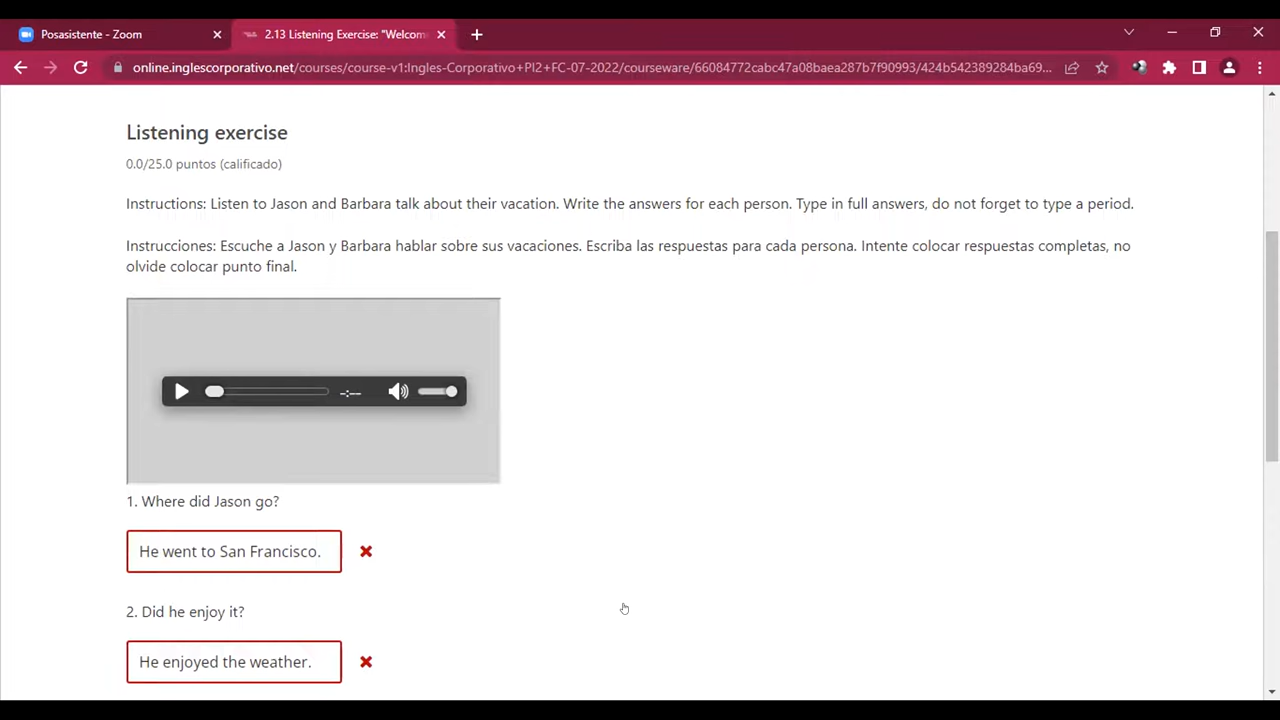 Posasistente - Zoom
2.13 Listening Exercise: "Welcom
online.inglescorporativo.net/courses/course-v1:Ingles-Corporativo+PI2+FC-07-2022/courseware/66084772cabc47a08baea287b7f90993/424b542389284ba69...
Listening exercise
0.0/25.0 puntos (calificado)
Instructions: Listen to Jason and Barbara talk about their vacation. Write the answers for each person. Type in full answers, do not forget to type a period.
Instrucciones: Escuche a Jason y Barbara hablar sobre sus vacaciones. Escriba las respuestas para cada persona. Intente colocar respuestas completas, no
olvide colocar punto final.
-:--
1. Where did Jason go?
He went to San Francisco.
2. Did he enjoy it?
He enjoyed the weather.